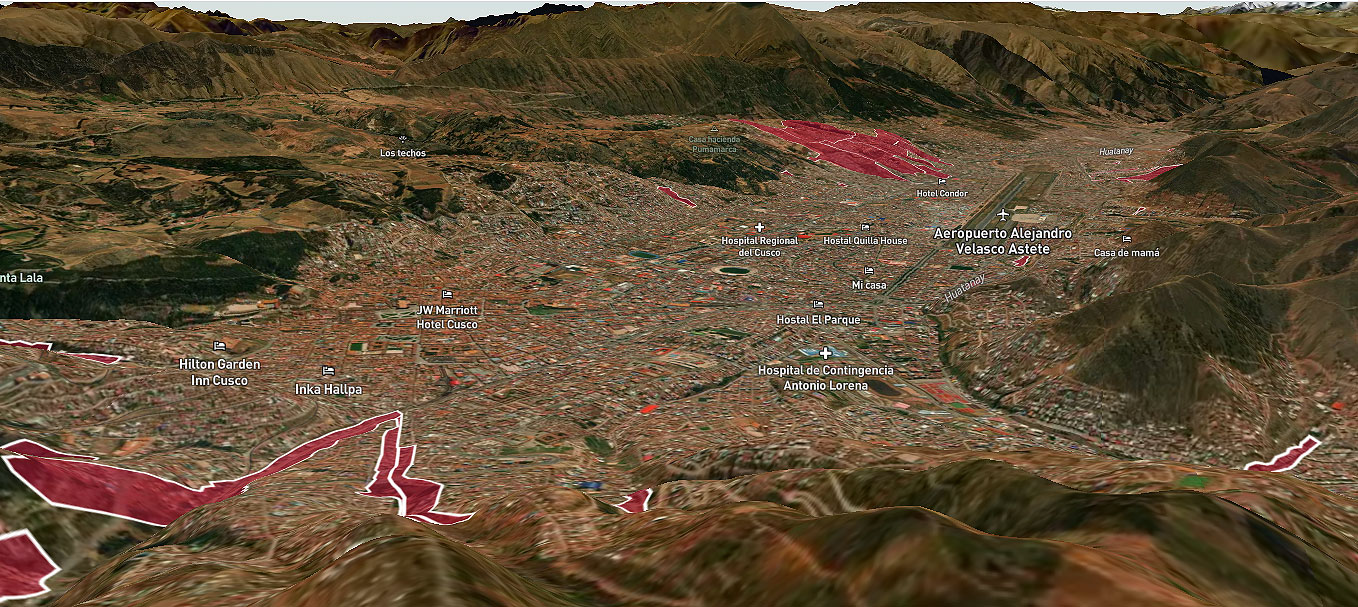 Los techos
Casa hacienda
Pumamarca
Huatanay
Hotel Condor
Hospital Regional
del Cusco
Hostal Quilla House
Aeropuerto Alejandro
Velasco Astete
Casa de mamá
nta Lala
Mi casa
Huatanay
JW Marriott
Hotel Cusco
Hostal El Parque
Hilton Garden
Inn Cusco
Inka Hallpa
Hospital de Contingencia
Antonio Lorena